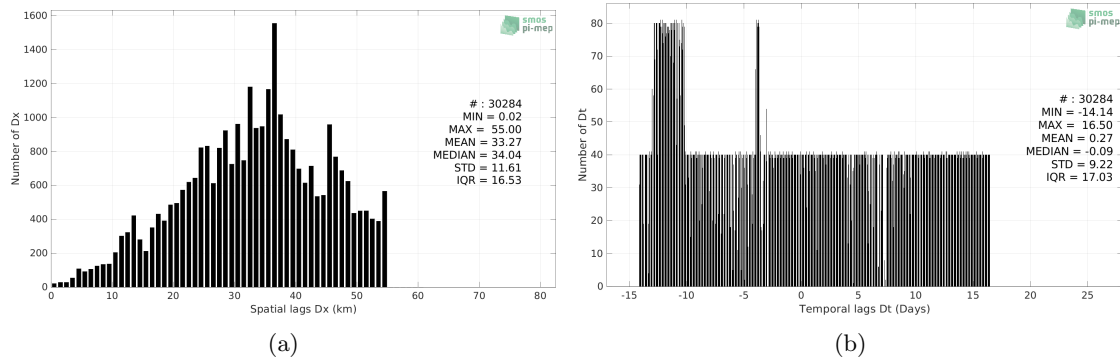 1600
1400
1200
1000
800
600
400
200
0
Number of Dx
0 10 20 30 40 50 60 70 80
Spatial lags Dx (km)
smos
pi-mep
# : 30284
MIN = 0.02
MAX = 55.00
MEAN = 33.27
MEDIAN = 34.04
STD = 11.61
IQR = 16.53
(a)
80
70
60
50
40
30
20
10
0
Number of Dt
-15 -10 -5 0 5 10 15 20 25
Temporal lags Dt (Days)
smos
pi-mep
# : 30284
MIN = -14.14
MAX = 16.50
MEAN = 0.27
MEDIAN = -0.09
STD = 9.22
IQR = 17.03
(b)